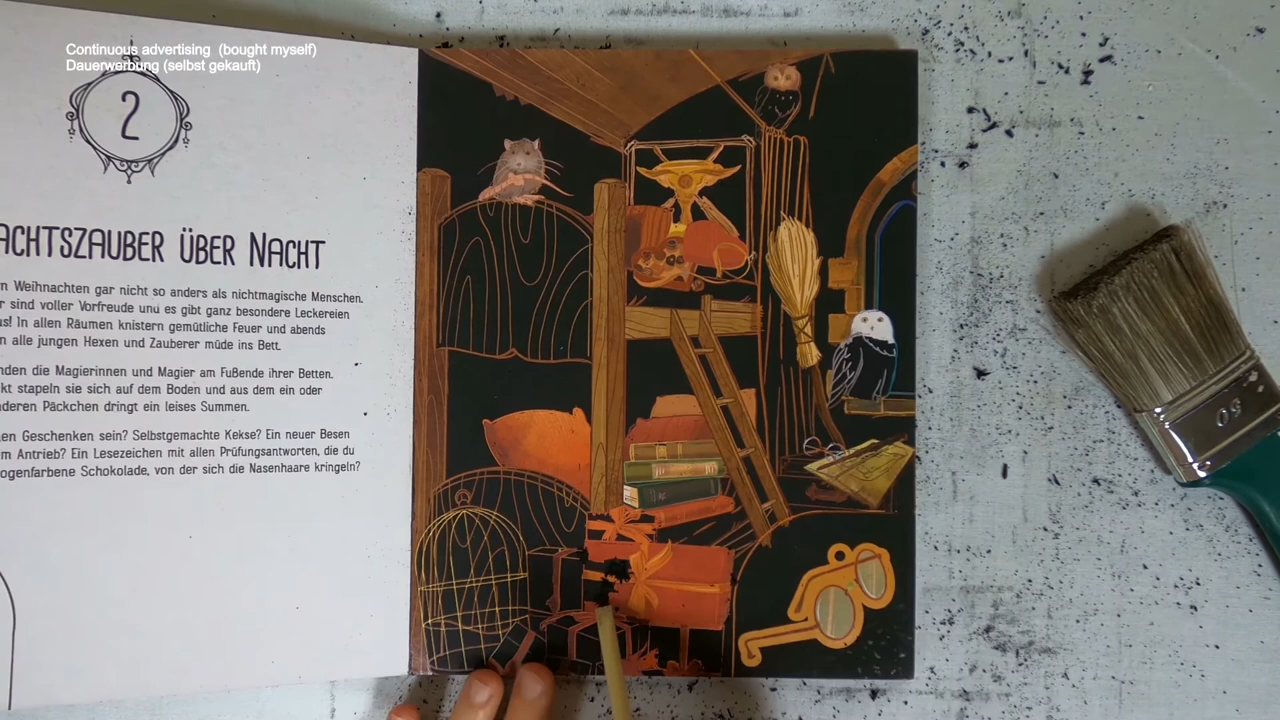 Continuous advertising (bought myself)
Dauerwerbung (selbst gekauft)
2
ACHTSZAUBER ÜBER NACHT
n Weihnachten gar nicht so anders als nichtmagische Menschen.
r sind voller Vorfreude und es gibt ganz besondere Leckereien
us! In allen Räumen knistern gemütliche Feuer und abends
n alle jungen Hexen und Zauberer müde ins Bett.
nden die Magierinnen und Magier am Fußende ihrer Betten.
kt stapeln sie sich auf dem Boden und aus dem ein oder
nderen Päckchen dringt ein leises Summen.
en Geschenken sein? Selbstgemachte Kekse? Ein neuer Besen
m Antrieb? Ein Lesezeichen mit allen Prüfungsantworten, die du
ogenfarbene Schokolade, von der sich die Nasenhaare kringeln?
50